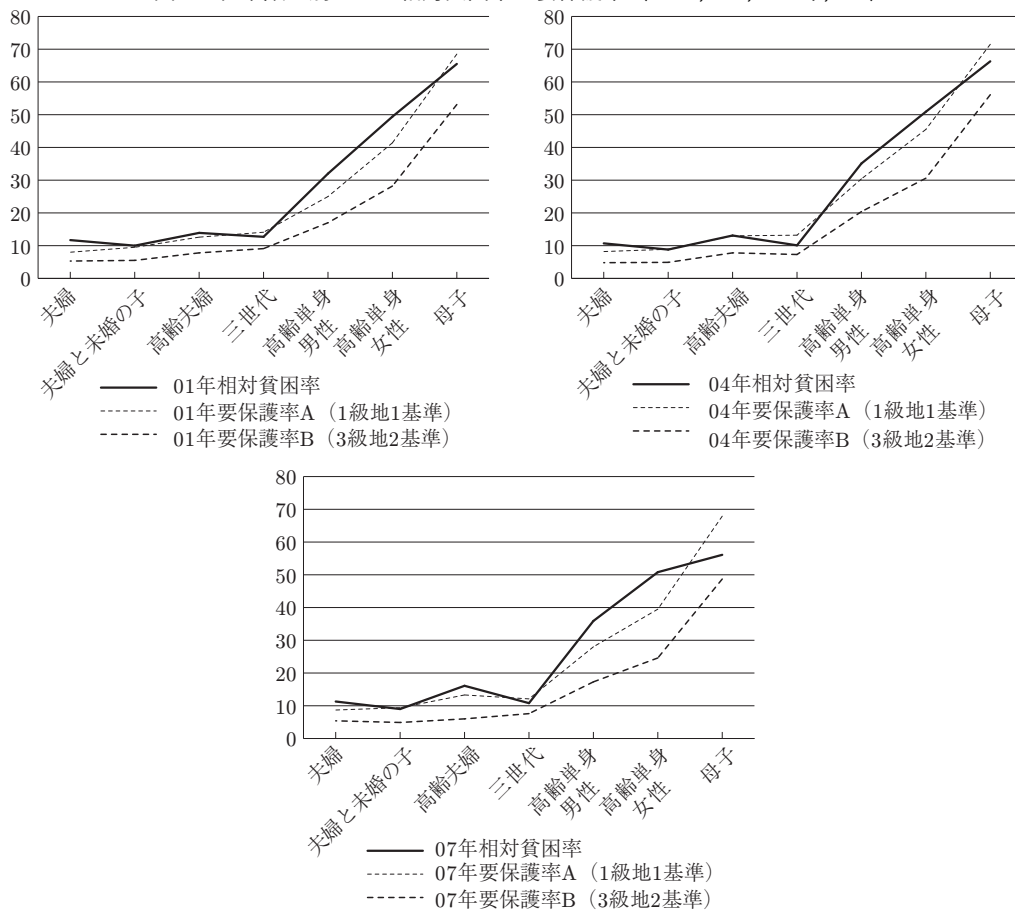 80
70
60
50
40
30
20
10
0
夫婦
夫婦と未婚の子
高齢夫婦
三世代
高齢単身
男性
高齢単身
女性
母子
01年相対貧困率
01年要保護率A（1級地1基準）
01年要保護率B（3級地2基準）
80
70
60
50
40
30
20
10
0
夫婦
夫婦と未婚の子
高齢夫婦
三世代
高齢単身
男性
高齢単身
女性
母子
04年相対貧困率
04年要保護率A（1級地1基準）
04年要保護率B（3級地2基準）
80
70
60
50
40
30
20
10
0
夫婦
夫婦と未婚の子
高齢夫婦
三世代
高齢単身
男性
高齢単身
女性
母子
07年相対貧困率
07年要保護率A（1級地1基準）
07年要保護率B（3級地2基準）